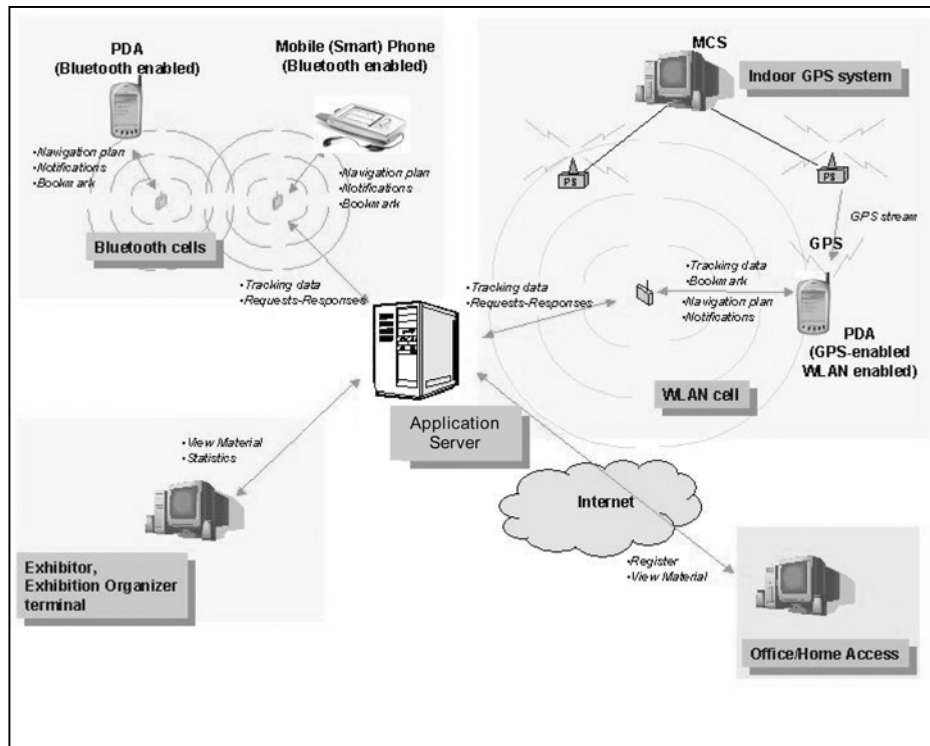 PDA
(Bluetooth enabled)
Mobile (Smart) Phone
(Bluetooth enabled)
•Navigation plan
•Notifications
•Bookmark
•Navigation plan
•Notifications
•Bookmark
Bluetooth cells
•Tracking data
•Requests-Responses
MCS
Indoor GPS system
PS
PS
GPS stream
GPS
•Tracking data
•Bookmark
•Navigation plan
•Notifications
•Tracking data
•Requests-Responses
PDA
(GPS-enabled
WLAN enabled)
WLAN cell
Application
Server
•View Material
•Statistics
Exhibitor,
Exhibition Organizer
terminal
Internet
•Register
•View Material
Office/Home Access